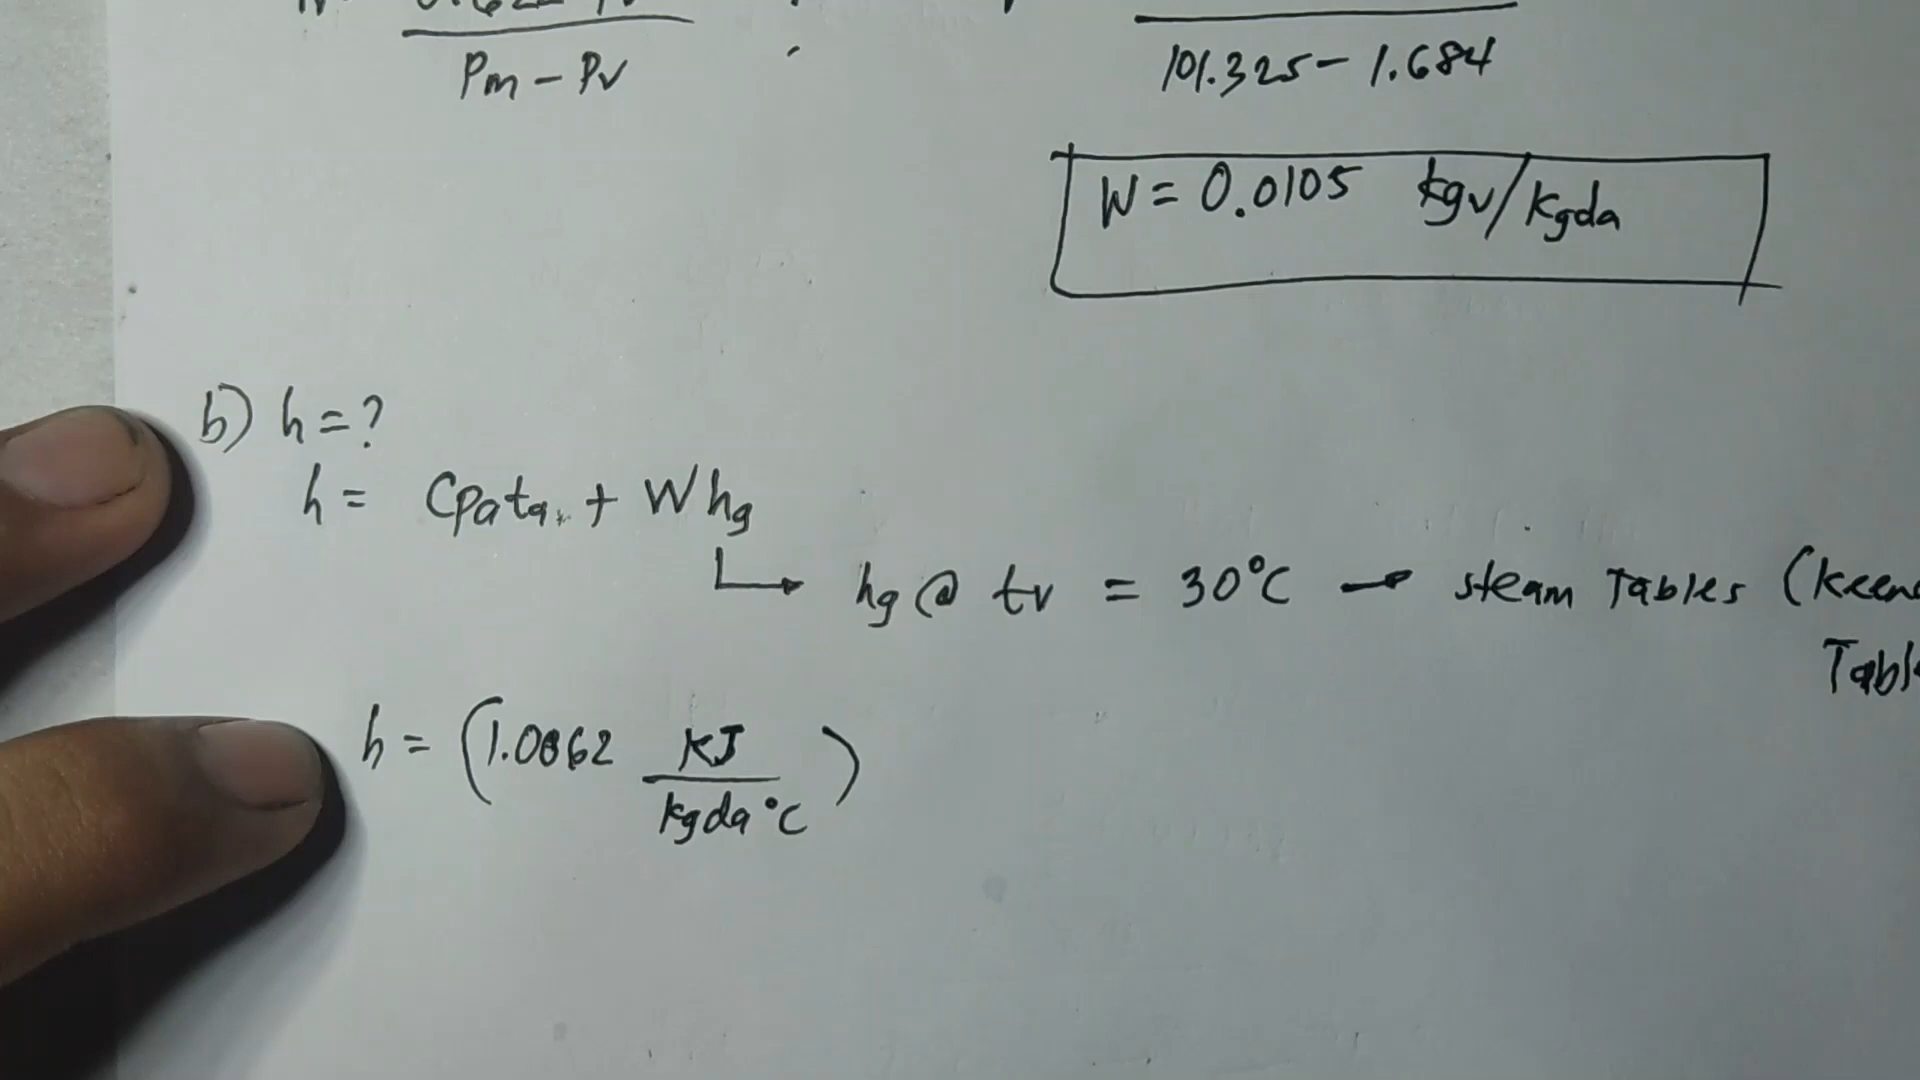 Pm - Pv
101.325 - 1.684
W = 0.0105 kgv/kgda
b) h = ?
h = Cpata + Whg
hg @ tv = 30°C → steam Tables
h = (1.0062 KJ/kgda°C)